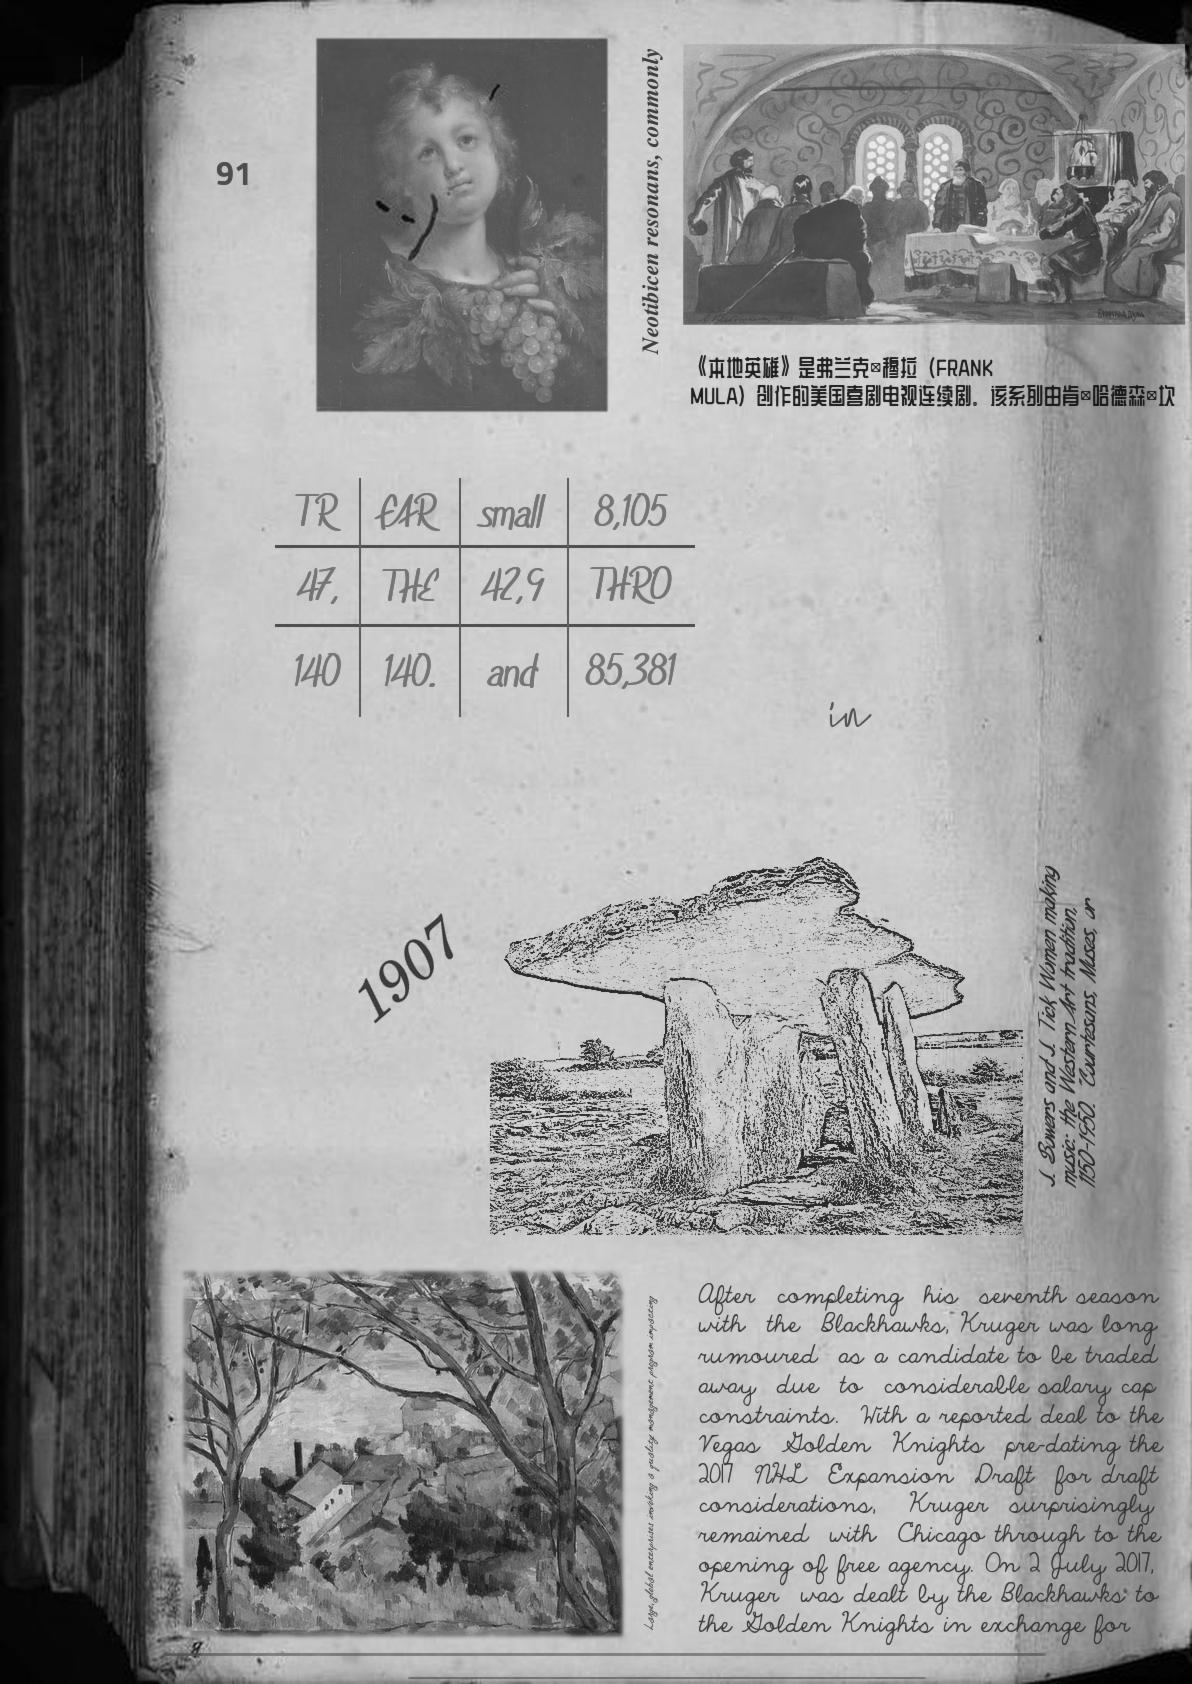 91
Neotibicen resonans, commonly
《本地英雄》是弗兰克☒穆拉（FRANK
MULA）创作的美国喜剧电视连续剧。该系列由肯☒哈德森☒坎
TR EAR small 8,105
47, THE 42,9 THRO
140 140. and 85,381
in
1907
J. Bowers and J. Tick Women making
music: the Western Art tradition,
1150-1950. "Courtesans, Muses, or
Large, global enterprises invoking a quality management program impacting
After completing his seventh season
with the Blackhawks, Kruger was long
rumoured as a candidate to be traded
away due to considerable salary cap
constraints. With a reported deal to the
Vegas Golden Knights pre-dating the
2017 NHL Expansion Draft for draft
considerations, Kruger surprisingly
remained with Chicago through to the
opening of free agency. On 2 July 2017,
Kruger was dealt by the Blackhawks to
the Golden Knights in exchange for